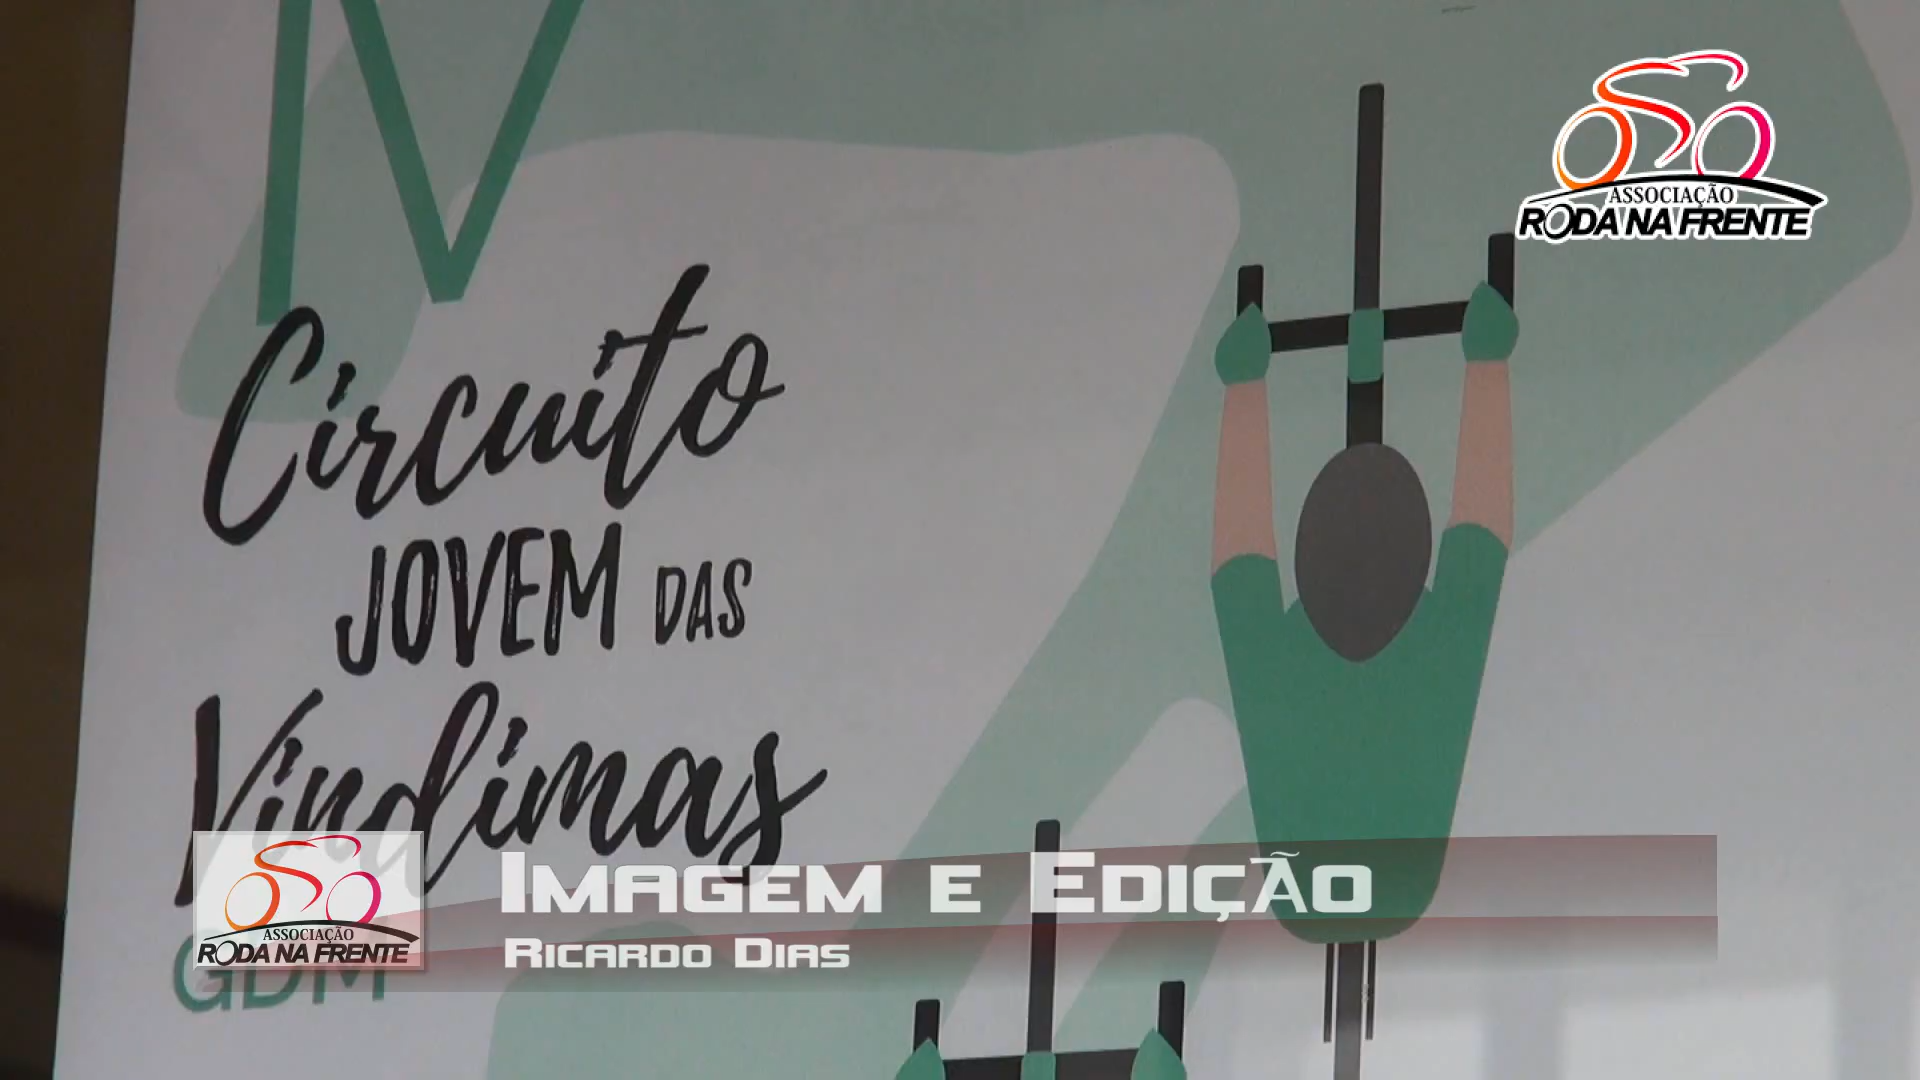 IV
Circuito
JOVEM DAS
Vindimas
GDM
ASSOCIAÇÃO
RODA NA FRENTE
IMAGEM E EDIÇÃO
RICARDO DIAS
ASSOCIAÇÃO
RODA NA FRENTE